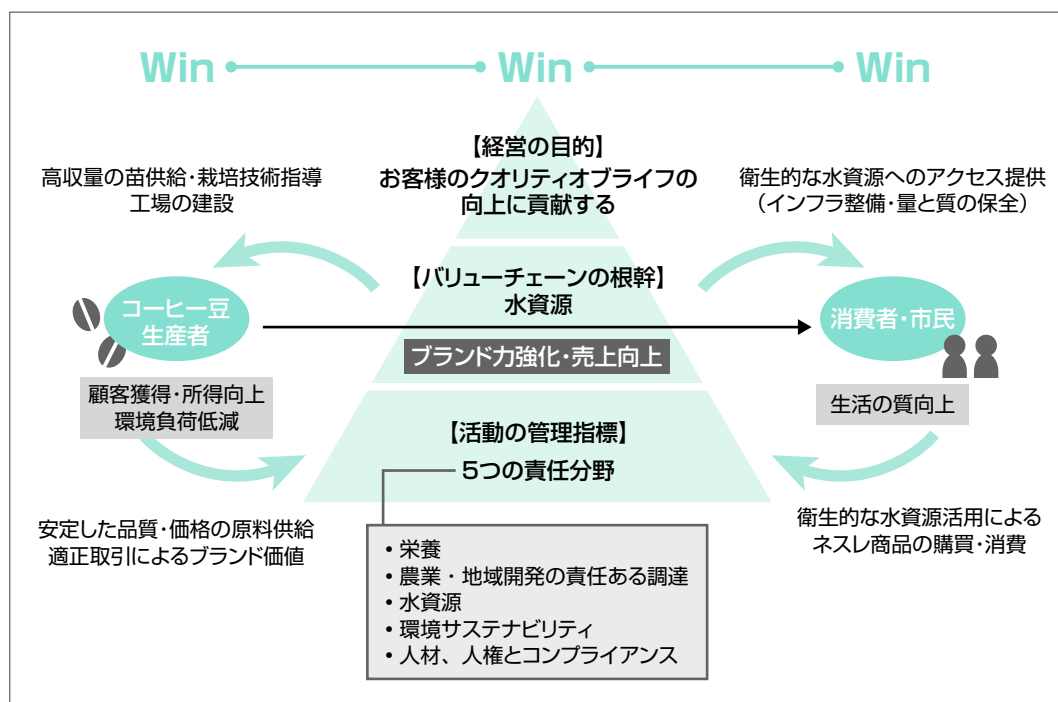 Win Win Win
【経営の目的】
お客様のクオリティオブライフの
向上に貢献する
高収量の苗供給・栽培技術指導
工場の建設
衛生的な水資源へのアクセス提供
（インフラ整備・量と質の保全）
【バリューチェーンの根幹】
水資源
コーヒー豆
生産者
消費者・市民
ブランド力強化・売上向上
顧客獲得・所得向上
環境負荷低減
生活の質向上
【活動の管理指標】
5つの責任分野
安定した品質・価格の原料供給
適正取引によるブランド価値
衛生的な水資源活用による
ネスレ商品の購買・消費
• 栄養
• 農業・地域開発の責任ある調達
• 水資源
• 環境サステナビリティ
• 人材、人権とコンプライアンス